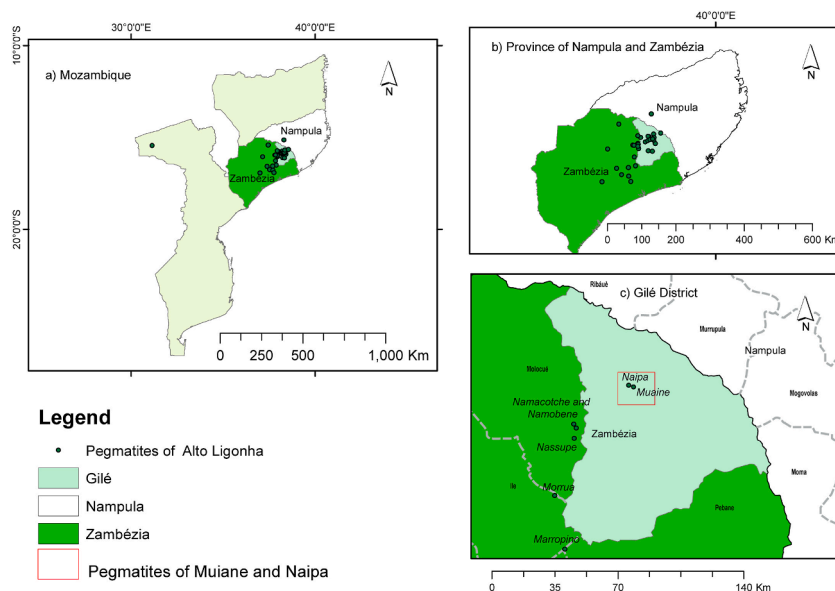 30°0'0"E 40°0'0"E
10°0'0"S
20°0'0"S
a) Mozambique
N
Nampula
Zambézia
0 250 500 1,000 Km
40°0'0"E
b) Province of Nampula and Zambézia
N
Nampula
Zambézia
0 100 200 400 600 Km
c) Gilé District
N
Ribáuè
Murrupula
Nampula
Molocué
Mogovolas
Naipa
Muaine
Namacotche and
Namobene
Zambézia
Nassupe
Moma
Ile
Morrua
Pebane
Marropino
0 35 70 140 Km
Legend
Pegmatites of Alto Ligonha
Gilé
Nampula
Zambézia
Pegmatites of Muiane and Naipa